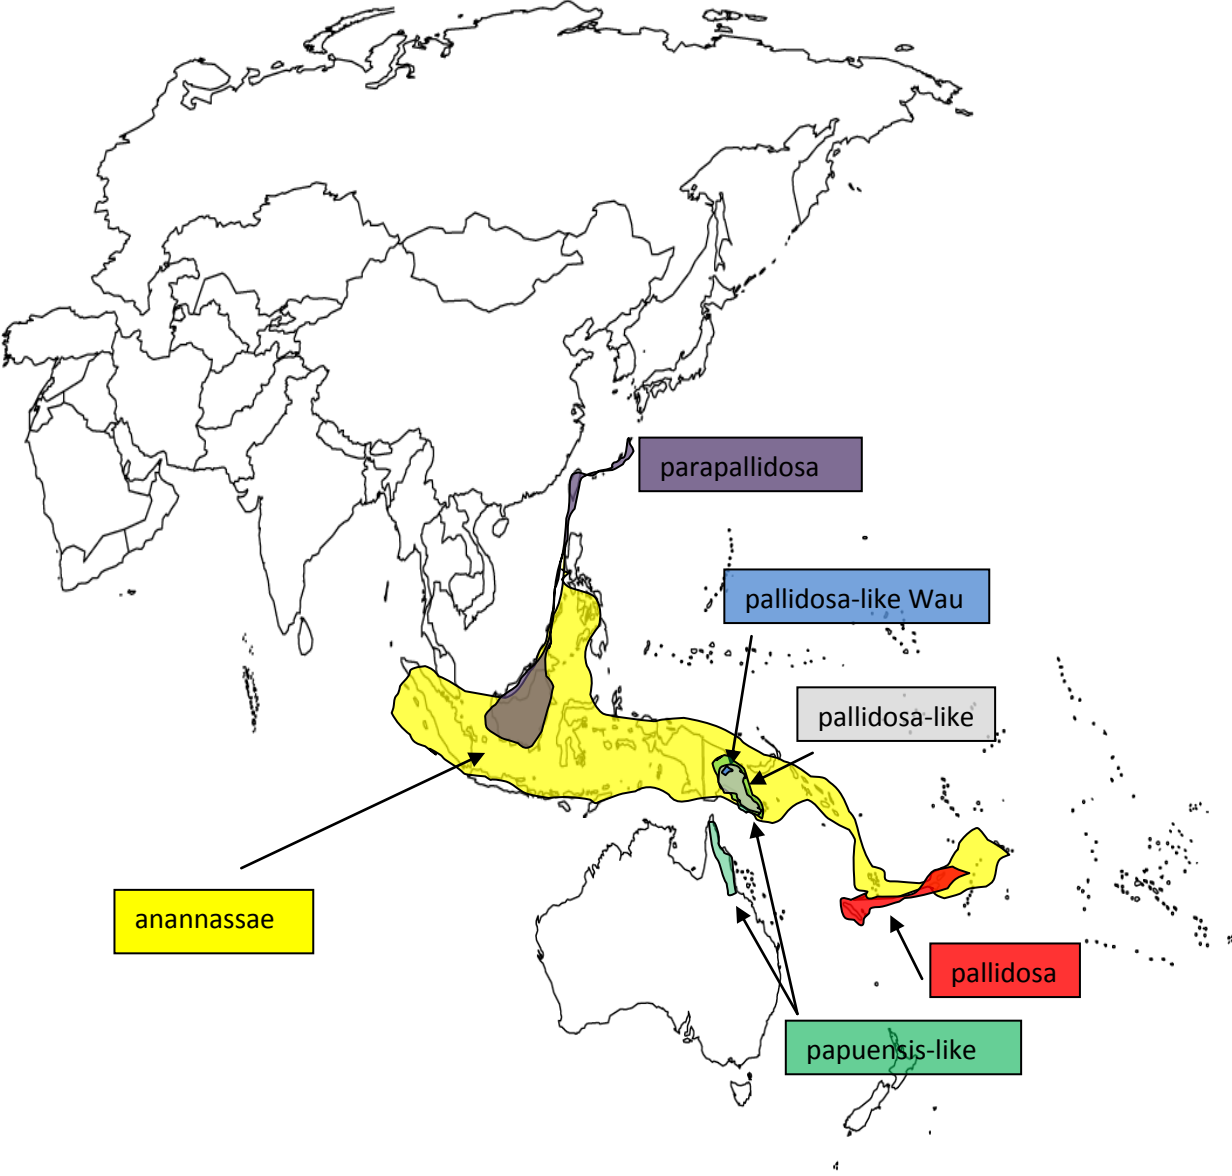 parapallidosa
pallidosa-like Wau
pallidosa-like
anannassae
pallidosa
papuensis-like